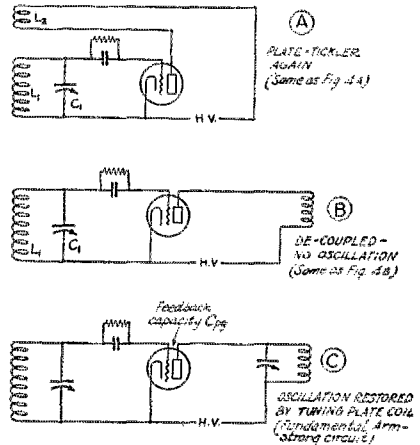 L₂
A
PLATE-TICKLER
AGAIN
(Same as Fig 4A)
L₁
C₁
H.V.
B
DE-COUPLED-
NO OSCILLATION
(Same as Fig 4B)
L₁
C₁
H.V
Feedback
capacity Cpg
C
OSCILLATION RESTORED
BY TUNING PLATE COIL
(Fundamental Arm-
strong circuit)
H.V.